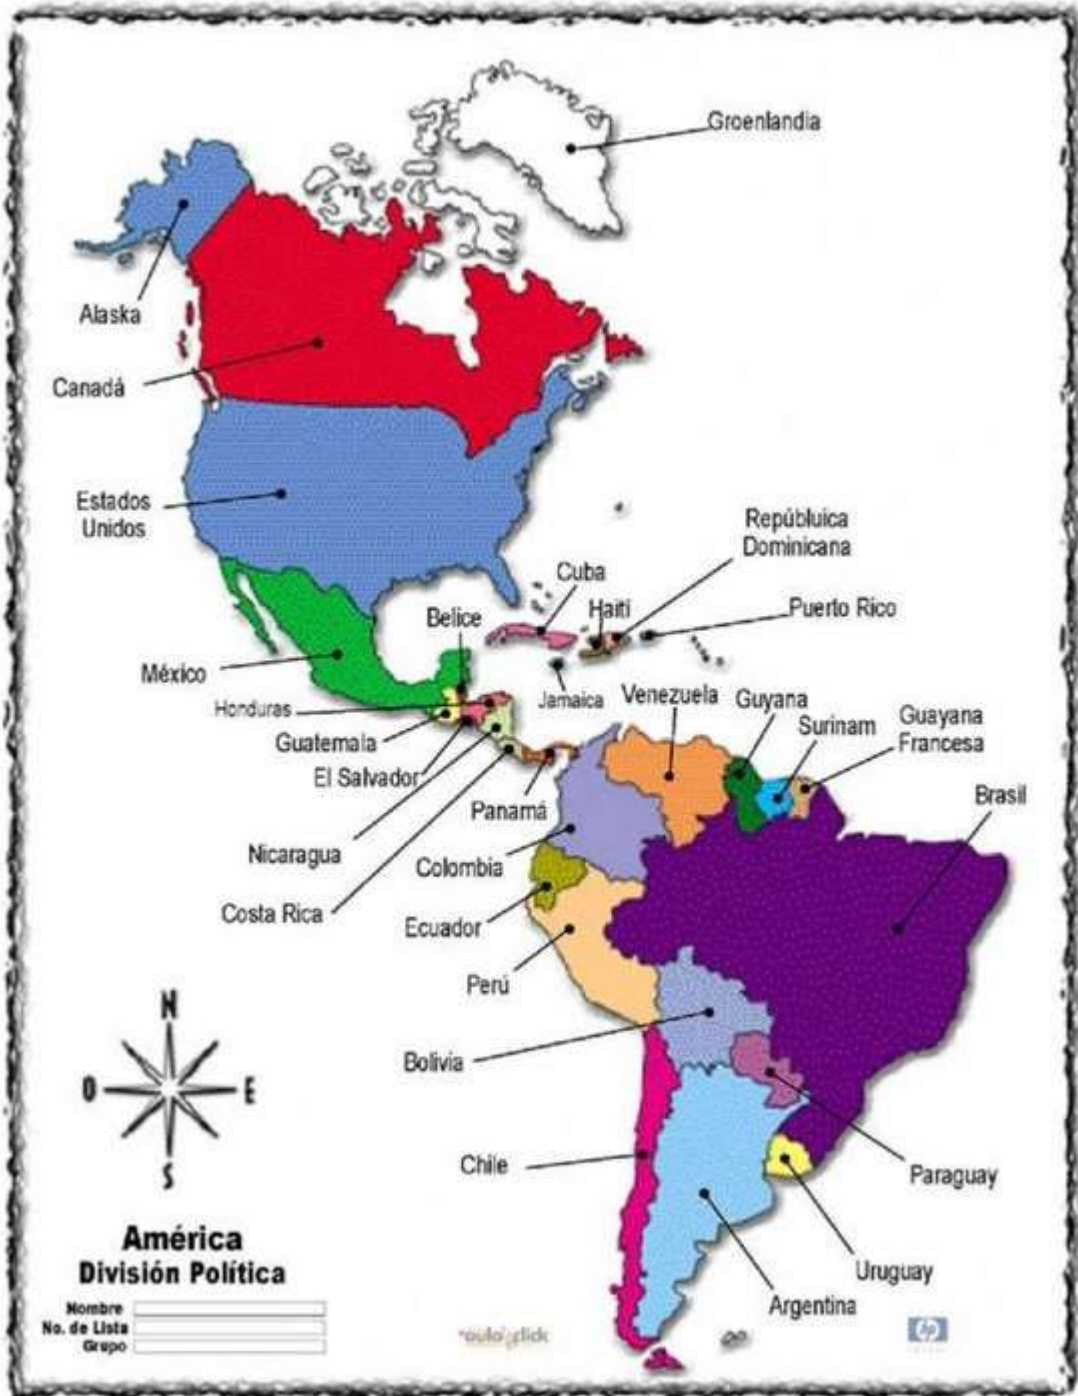 Groenlandia
Alaska
Canadá
Estados
Unidos
Repúbluica
Dominicana
Cuba
Haití
Puerto Rico
Belice
México
Honduras
Jamaica
Venezuela
Guyana
Surinam
Guayana
Francesa
Guatemala
El Salvador
Panamá
Brasil
Nicaragua
Colombia
Costa Rica
Ecuador
Perú
N
O
E
S
Bolivia
Chile
Paraguay
Uruguay
Argentina
América
División Política
Nombre
No. de Lista
Grupo
hp